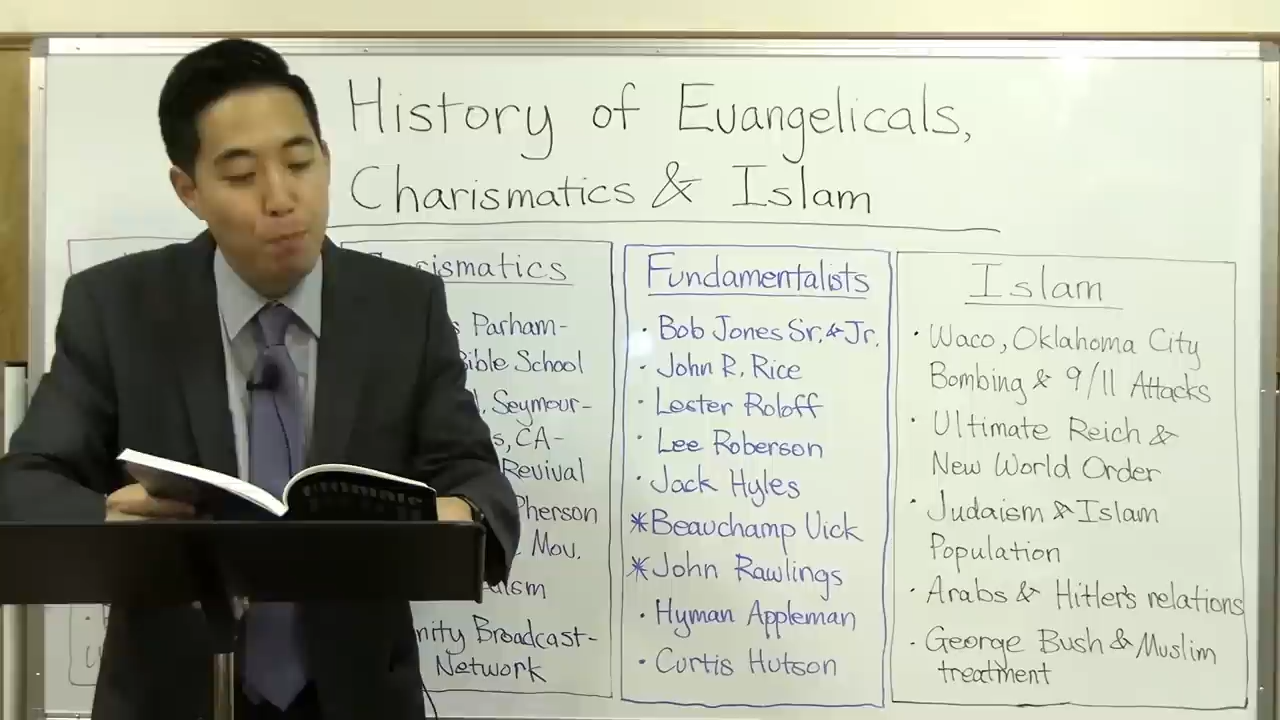 History of Evangelicals,
Charismatics & Islam
Parham-
Bible School
Seymour-
CA-
Revival
Mov.
Broadcast-
Network
Fundamentalists
· Bob Jones Sr. & Jr.
· John R. Rice
· Lester Roloff
· Lee Roberson
· Jack Hyles
* Beauchamp Vick
* John Rawlings
· Hyman Appleman
· Curtis Hutson
Islam
· Waco, Oklahoma City
Bombing & 9/11 Attacks
· Ultimate Reich &
New World Order
· Judaism & Islam
Population
· Arabs & Hitler's relations
· George Bush & Muslim
treatment